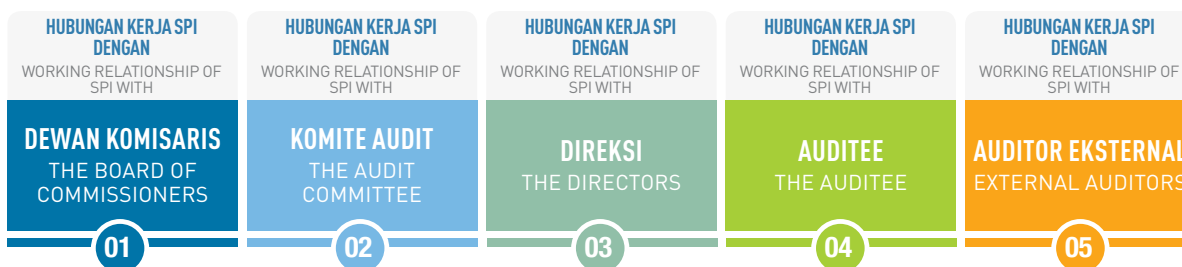 HUBUNGAN KERJA SPI
DENGAN
WORKING RELATIONSHIP OF
SPI WITH
DEWAN KOMISARIS
THE BOARD OF
COMMISSIONERS
01
HUBUNGAN KERJA SPI
DENGAN
WORKING RELATIONSHIP OF
SPI WITH
KOMITE AUDIT
THE AUDIT
COMMITTEE
02
HUBUNGAN KERJA SPI
DENGAN
WORKING RELATIONSHIP OF
SPI WITH
DIREKSI
THE DIRECTORS
03
HUBUNGAN KERJA SPI
DENGAN
WORKING RELATIONSHIP OF
SPI WITH
AUDITEE
THE AUDITEE
04
HUBUNGAN KERJA SPI
DENGAN
WORKING RELATIONSHIP OF
SPI WITH
AUDITOR EKSTERNAL
EXTERNAL AUDITORS
05